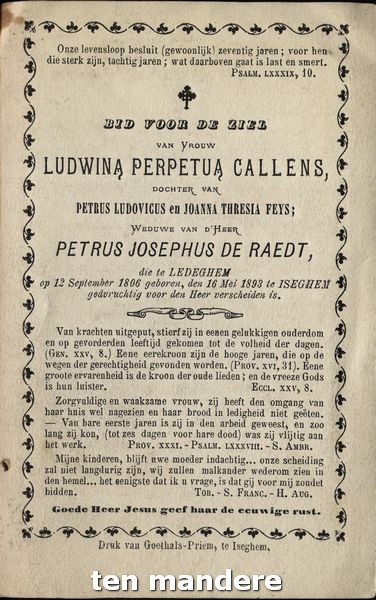 Onze levensloop besluit (gewoonlijk) zeventig jaren ; voor hen
die sterk zijn, tachtig jaren ; wat daarboven gaat is last en smert.
PSALM. LXXXIX, 10.
BID VOOR DE ZIEL
VAN VROUW
LUDWINA PERPETUA CALLENS,
DOCHTER VAN
PETRUS LUDOVICUS en JOANNA THRESIA FEYS ;
WEDUWE VAN D'HEER
PETRUS JOSEPHUS DE RAEDT,
die te LEDEGHEM
op 12 September 1806 geboren, den 16 Mei 1893 te ISEGHEM
godvruchtig voor den Heer verscheiden is.
Van krachten uitgeput, stierf zij in eenen gelukkigen ouderdom
en op gevorderden leeftijd gekomen tot de volheid der dagen.
(GEN. XXV, 8.) Eene eerekroon zijn de hooge jaren, die op de
wegen der gerechtigheid gevonden worden. (PROV. XVI, 31). Eene
groote ervarenheid is de kroon der oude lieden ; en de vreeze Gods
is hun luister. ECCL. XXV, 8.
Zorgvuldige en waakzame vrouw, zij heeft den omgang van
haar huis wel nagezien en haar brood in ledigheid niet geëten.
— Van hare eerste jaren is zij in den arbeid geweest, en zoo
lang zij kon, (tot zes dagen voor hare dood) was zij vlijtig aan
het werk. PROV. XXXI. - PSALM. LXXXVIII. - S. AMBR.
Mijne kinderen, blijft uwe moeder indachtig... onze scheiding
zal niet langdurig zijn, wij zullen malkander wederom zien in
den hemel... het eenigste dat ik u vrage, is dat gij voor mij zoudet
bidden. TOB. - S. FRANC. - H. AUG.
Goede Heer Jesus geef haar de eeuwige rust.
Druk van Goethals-Priem, te Iseghem,
ten mandere